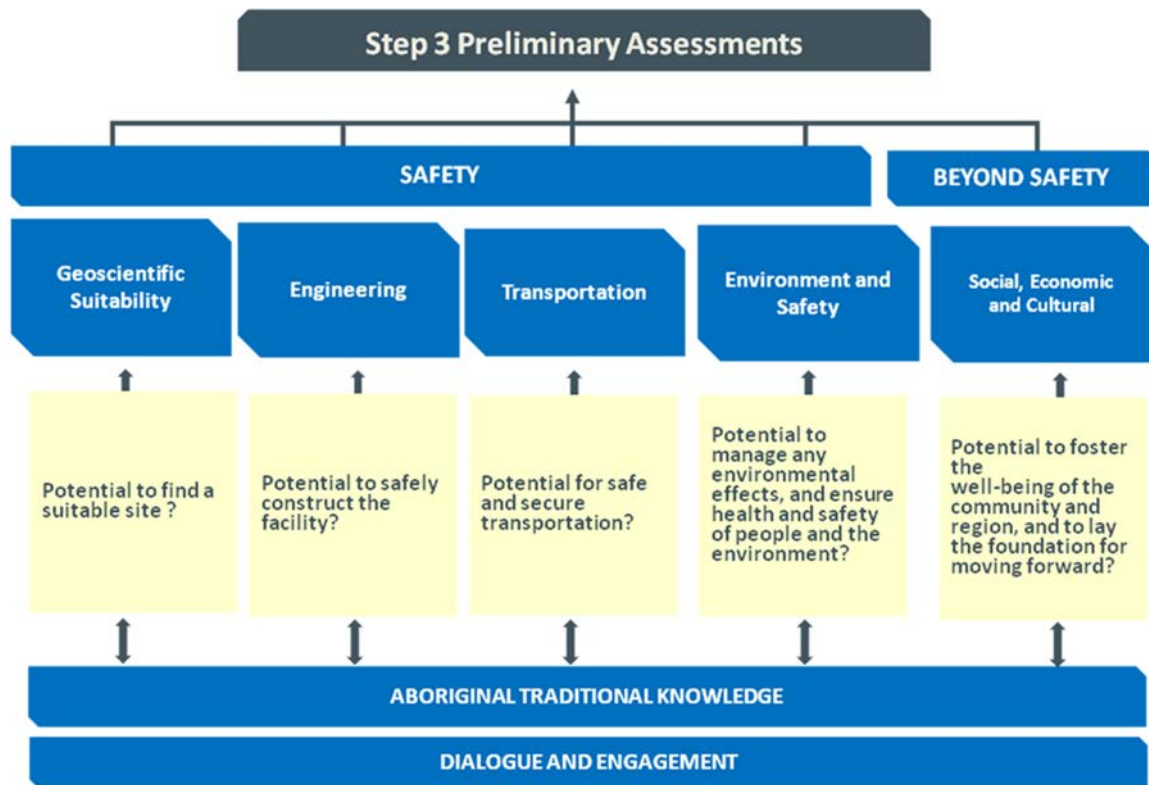 Step 3 Preliminary Assessments
SAFETY
BEYOND SAFETY
Geoscientific
Suitability
Engineering
Transportation
Environment and
Safety
Social, Economic
and Cultural
Potential to find a
suitable site ?
Potential to safely
construct the
facility?
Potential for safe
and secure
transportation?
Potential to
manage any
environmental
effects, and ensure
health and safety
of people and the
environment?
Potential to foster
the
well-being of the
community and
region, and to lay
the foundation for
moving forward?
ABORIGINAL TRADITIONAL KNOWLEDGE
DIALOGUE AND ENGAGEMENT